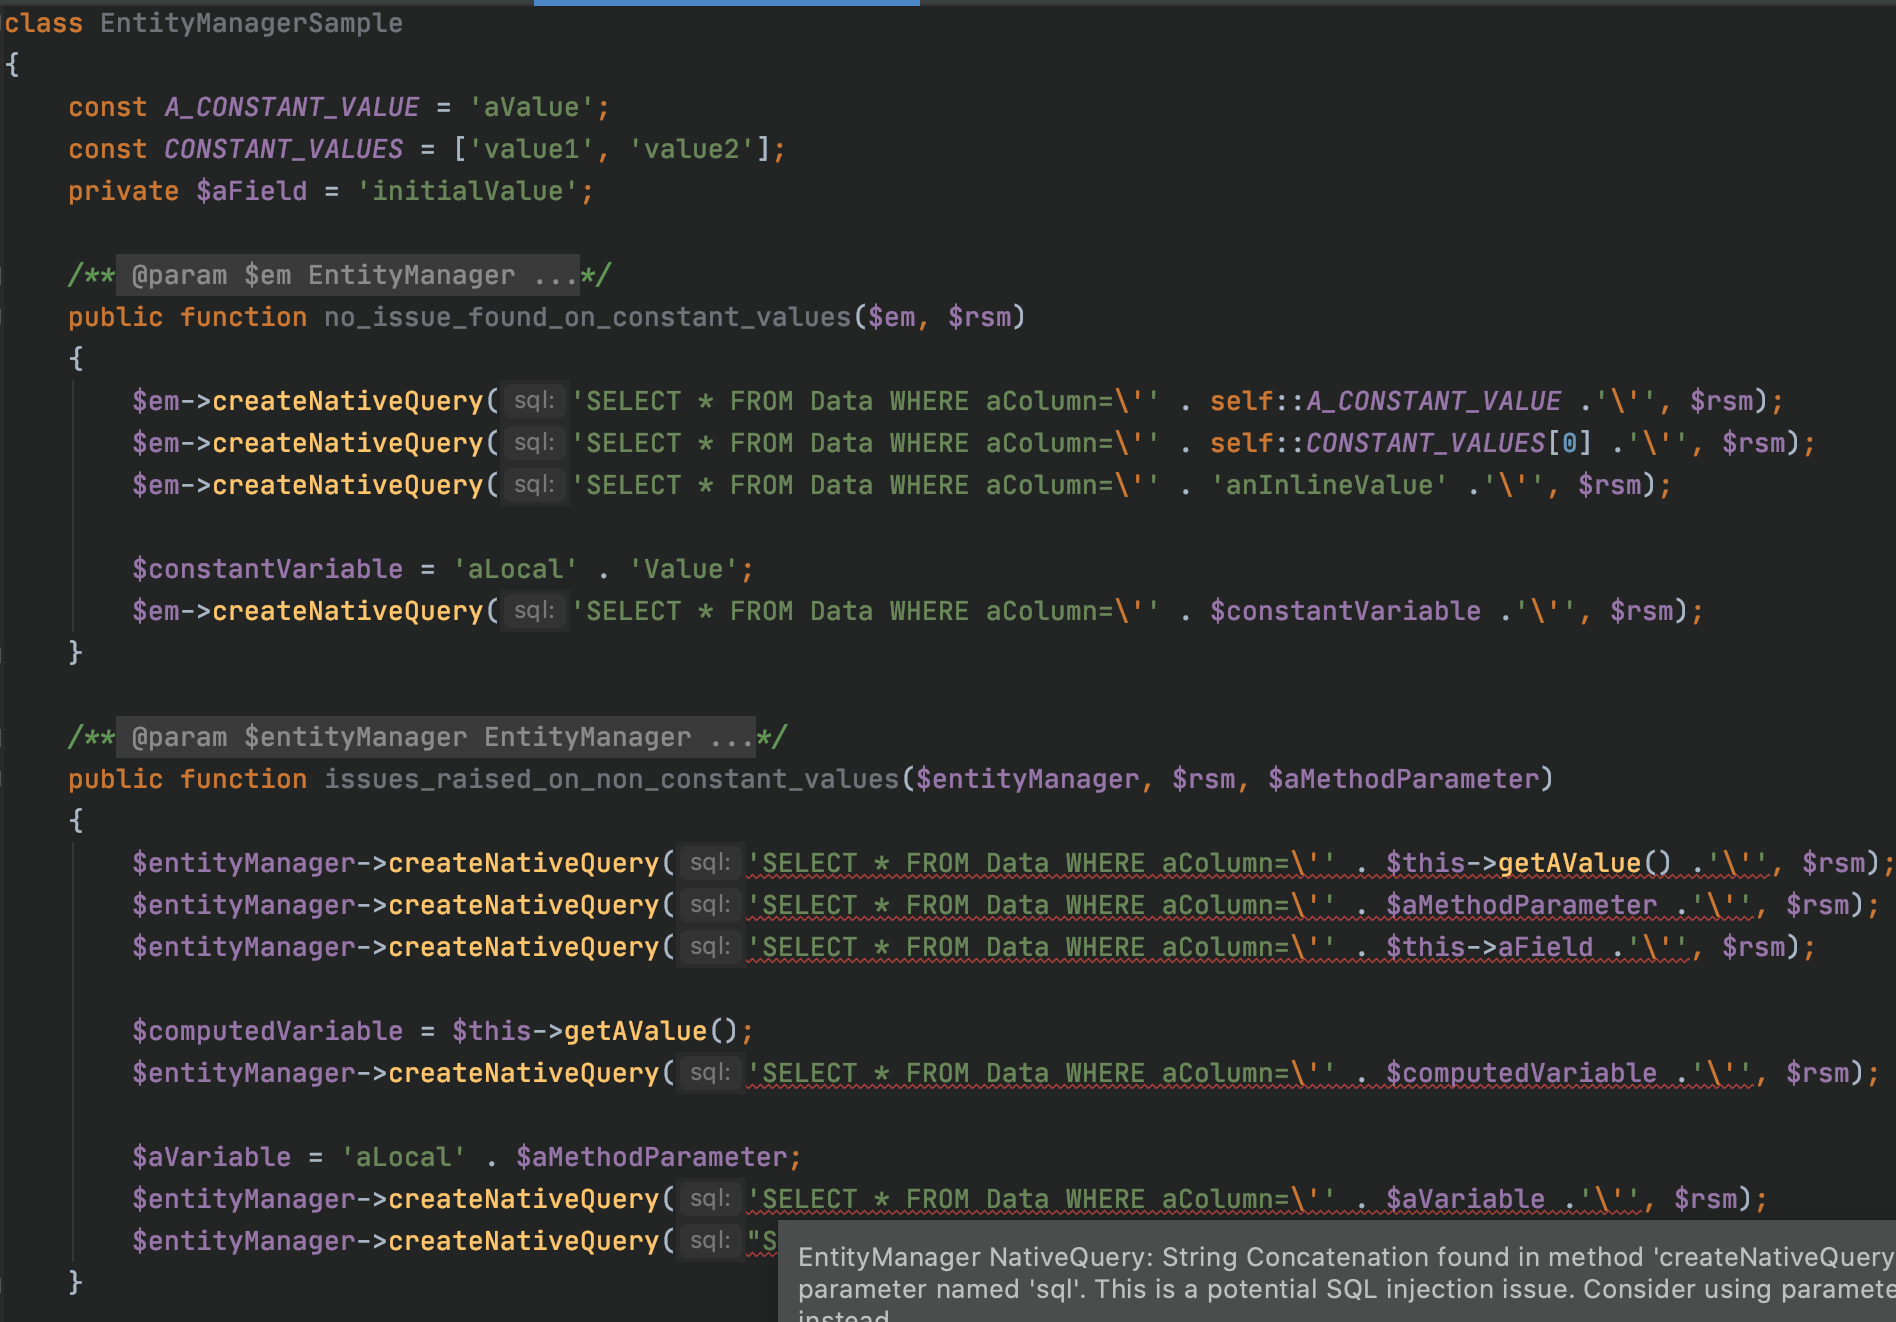 class EntityManagerSample
{
    const A_CONSTANT_VALUE = 'aValue';
    const CONSTANT_VALUES = ['value1', 'value2'];
    private $aField = 'initialValue';
    /** @param $em EntityManager ...*/
    public function no_issue_found_on_constant_values($em, $rsm)
    {
        $em->createNativeQuery( sql: 'SELECT * FROM Data WHERE aColumn=\'' . self::A_CONSTANT_VALUE .'\'', $rsm);
        $em->createNativeQuery( sql: 'SELECT * FROM Data WHERE aColumn=\'' . self::CONSTANT_VALUES[0] .'\'', $rsm);
        $em->createNativeQuery( sql: 'SELECT * FROM Data WHERE aColumn=\'' . 'anInlineValue' .'\'', $rsm);
        $constantVariable = 'aLocal' . 'Value';
        $em->createNativeQuery( sql: 'SELECT * FROM Data WHERE aColumn=\'' . $constantVariable .'\'', $rsm);
    }
    /** @param $entityManager EntityManager ...*/
    public function issues_raised_on_non_constant_values($entityManager, $rsm, $aMethodParameter)
    {
        $entityManager->createNativeQuery( sql: 'SELECT * FROM Data WHERE aColumn=\'' . $this->getAValue() .'\'', $rsm);
        $entityManager->createNativeQuery( sql: 'SELECT * FROM Data WHERE aColumn=\'' . $aMethodParameter .'\'', $rsm);
        $entityManager->createNativeQuery( sql: 'SELECT * FROM Data WHERE aColumn=\'' . $this->aField .'\'', $rsm);
        $computedVariable = $this->getAValue();
        $entityManager->createNativeQuery( sql: 'SELECT * FROM Data WHERE aColumn=\'' . $computedVariable .'\'', $rsm);
        $aVariable = 'aLocal' . $aMethodParameter;
        $entityManager->createNativeQuery( sql: 'SELECT * FROM Data WHERE aColumn=\'' . $aVariable .'\'', $rsm);
        $entityManager->createNativeQuery( sql: "S
    }
EntityManager NativeQuery: String Concatenation found in method 'createNativeQuery
parameter named 'sql'. This is a potential SQL injection issue. Consider using paramete
instead